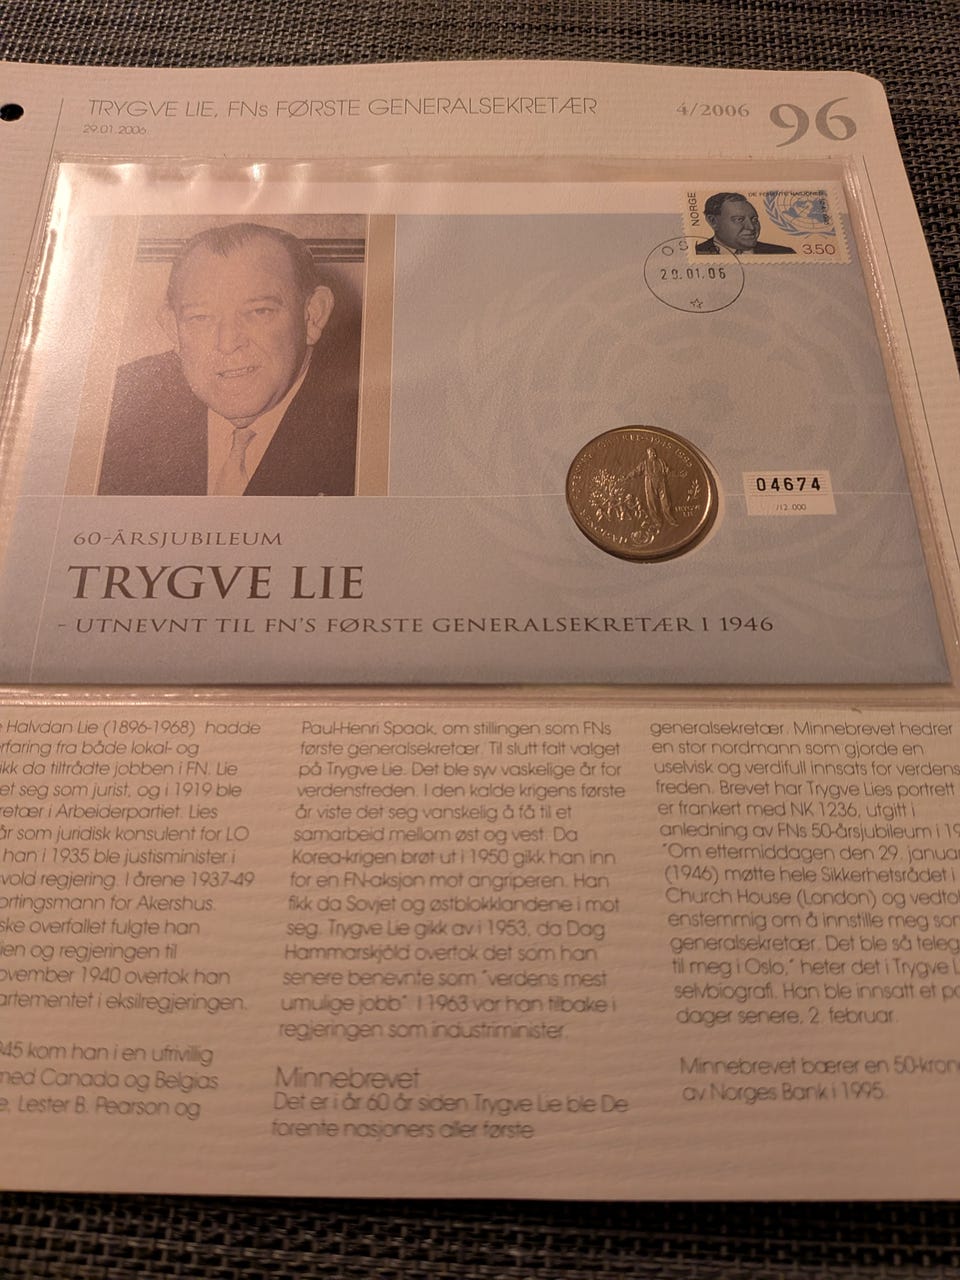 TRYGVE LIE, FNs FØRSTE GENERALSEKRETÆR
29.01.2006
4/2006
96
NORGE
DE FORENTE NASJONER
3.50
29.01.06
1945
TRYGVE
LIE
04674
/12.000
60-ÅRSJUBILEUM
TRYGVE LIE
- UTNEVNT TIL FN'S FØRSTE GENERALSEKRETÆR I 1946
Halvdan Lie (1896-1968) hadde
rfaring fra både lokal- og
kk da tiltrådte jobben i FN. Lie
et seg som jurist, og i 1919 ble
retær i Arbeiderpartiet. Lies
år som juridisk konsulent for LO
han i 1935 ble justisminister i
vold regjering. I årene 1937-49
ortingsmann for Akershus.
ske overfallet fulgte han
en og regjeringen til
ovember 1940 overtok han
artementet i eksilregjeringen.
945 kom han i en ufrivillig
med Canada og Belgias
e, Lester B. Pearson og
Paul-Henri Spaak, om stillingen som FNs
første generalsekretær. Til slutt falt valget
på Trygve Lie. Det ble syv vaskelige år for
verdensfreden. I den kalde krigens første
år viste det seg vanskelig å få til et
samarbeid mellom øst og vest. Da
Korea-krigen brøt ut i 1950 gikk han inn
for en FN-aksjon mot angriperen. Han
fikk da Sovjet og østblokklandene i mot
seg. Trygve Lie gikk av i 1953, da Dag
Hammarskjöld overtok det som han
senere benevnte som "verdens mest
umulige jobb". I 1963 var han tilbake i
regjeringen som industriminister.
Minnebrevet
Det er i år 60 år siden Trygve Lie ble De
forente nasjoners aller første
generalsekretær. Minnebrevet hedrer
en stor nordmann som gjorde en
uselvisk og verdifull innsats for verdens
freden. Brevet har Trygve Lies portrett
er frankert med NK 1236, utgitt i
anledning av FNs 50-årsjubileum i 19
"Om ettermiddagen den 29. januar
(1946) møtte hele Sikkerhetsrådet i
Church House (London) og vedtok
enstemmig om å innstille meg som
generalsekretær. Det ble så teleg
til meg i Oslo," heter det i Trygve L
selvbiografi. Han ble innsatt et pa
dager senere, 2. februar.
Minnebrevet bærer en 50-krone
av Norges Bank i 1995.